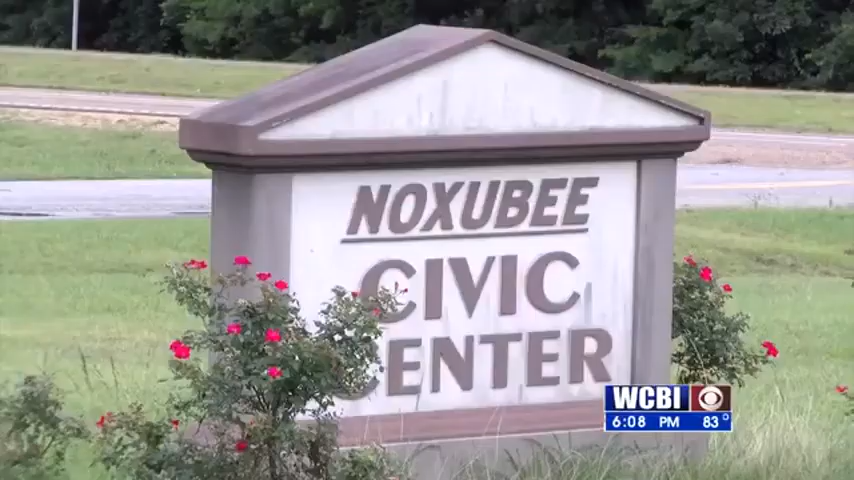 NOXUBEE
CIVIC
CENTER
WCBI
6:08 PM 83°